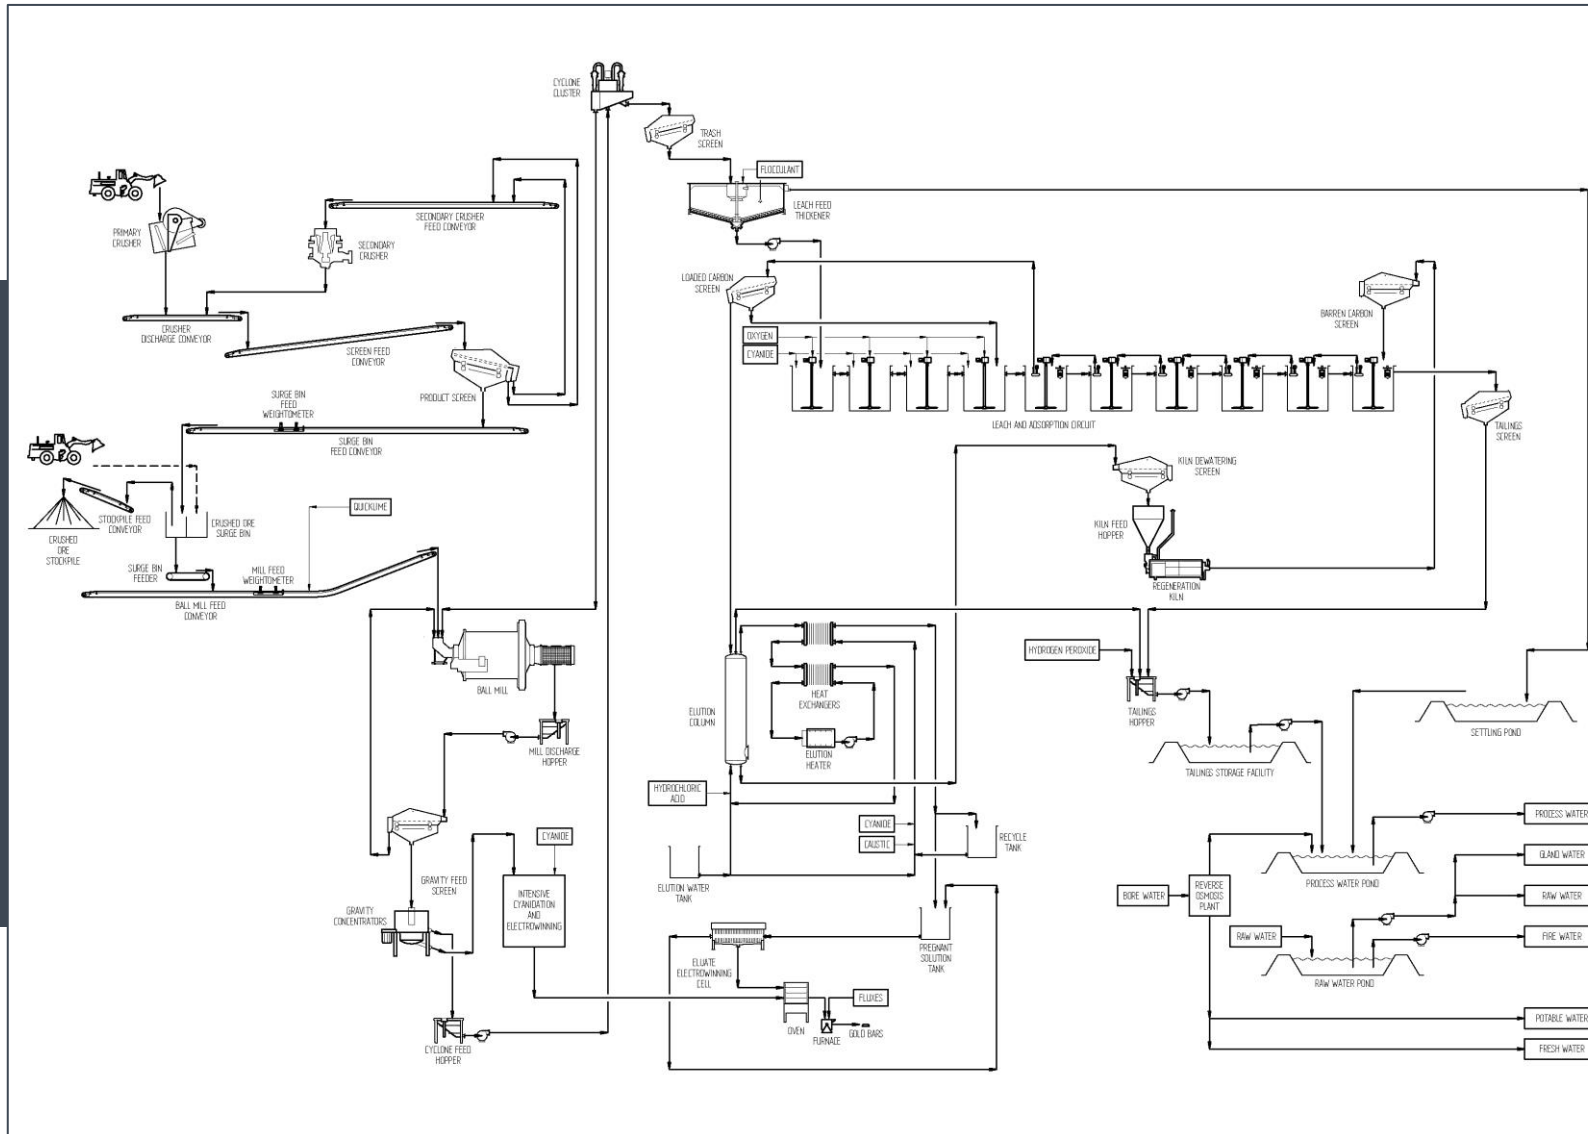 CYCLONE
CLUSTER
TRASH
SCREEN
FLOCCULANT
LEACH FEED
THICKENER
PRIMARY
CRUSHER
SECONDARY CRUSHER
FEED CONVEYOR
SECONDARY
CRUSHER
CRUSHER
DISCHARGE CONVEYOR
SCREEN FEED
CONVEYOR
PRODUCT SCREEN
LOADED CARBON
SCREEN
BARREN CARBON
SCREEN
OXYGEN
CYANIDE
LEACH AND ADSORPTION CIRCUIT
TAILINGS
SCREEN
SURGE BIN
FEED
WEIGHTOMETER
SURGE BIN
FEED CONVEYOR
STOCKPILE FEED
CONVEYOR
CRUSHED ORE
SURGE BIN
CRUSHED
ORE
STOCKPILE
QUICKLIME
SURGE BIN
FEEDER
MILL FEED
WEIGHTOMETER
BALL MILL FEED
CONVEYOR
KILN DEWATERING
SCREEN
KILN FEED
HOPPER
REGENERATION
KILN
BALL MILL
MILL DISCHARGE
HOPPER
ELUTION
COLUMN
HEAT
EXCHANGERS
ELUTION
HEATER
HYDROGEN PEROXIDE
TAILINGS
HOPPER
TAILINGS STORAGE FACILITY
SETTLING POND
HYDROCHLORIC
ACID
CYANIDE
CAUSTIC
RECYCLE
TANK
ELUTION WATER
TANK
GRAVITY FEED
SCREEN
GRAVITY
CONCENTRATORS
CYANIDE
INTENSIVE
CYANIDATION
AND
ELECTROWINNING
ELUATE
ELECTROWINNING
CELL
PREGNANT
SOLUTION
TANK
OVEN
FLUXES
FURNACE
GOLD BARS
CYCLONE FEED
HOPPER
BORE WATER
REVERSE
OSMOSIS
PLANT
PROCESS WATER POND
RAW WATER
RAW WATER POND
PROCESS WATER
GLAND WATER
RAW WATER
FIRE WATER
POTABLE WATER
FRESH WATER